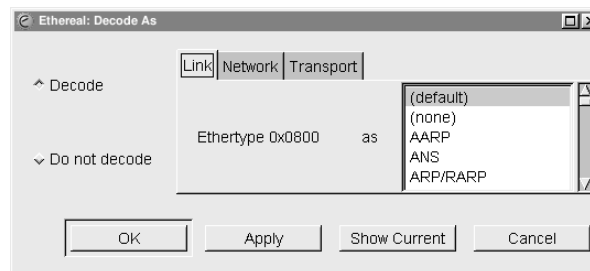 Ethereal: Decode As
Link Network Transport
Decode
Do not decode
Ethertype 0x0800 as
(default)
(none)
AARP
ANS
ARP/RARP
OK Apply Show Current Cancel